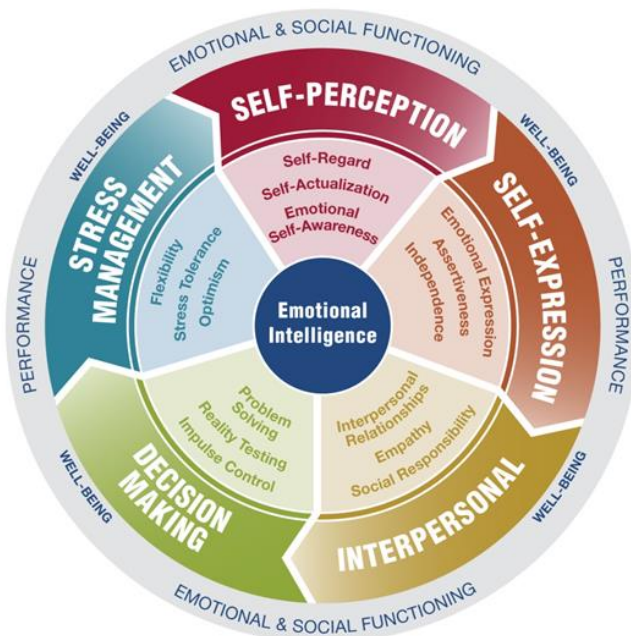 EMOTIONAL & SOCIAL FUNCTIONING
WELL-BEING
WELL-BEING
PERFORMANCE
PERFORMANCE
SELF-PERCEPTION
Self-Regard
Self-Actualization
Emotional
Self-Awareness
SELF-EXPRESSION
Emotional Expression
Assertiveness
Independence
INTERPERSONAL
Interpersonal
Relationships
Empathy
Social Responsibility
DECISION
MAKING
Problem
Solving
Reality Testing
Impulse Control
STRESS
MANAGEMENT
Flexibility
Stress Tolerance
Optimism
Emotional
Intelligence
WELL-BEING
WELL-BEING
EMOTIONAL & SOCIAL FUNCTIONING